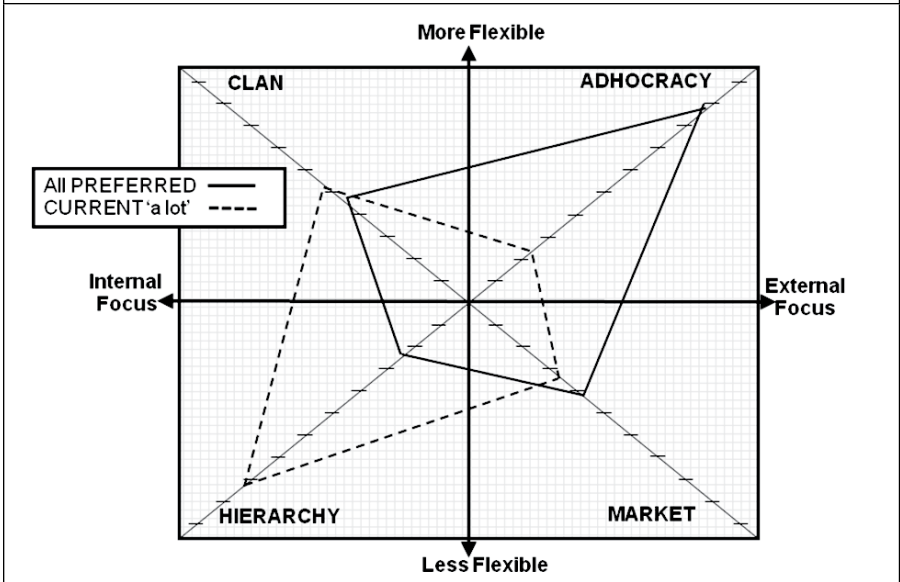 More Flexible
CLAN
ADHOCRACY
All PREFERRED
CURRENT 'a lot'
Internal
Focus
External
Focus
HIERARCHY
MARKET
Less Flexible